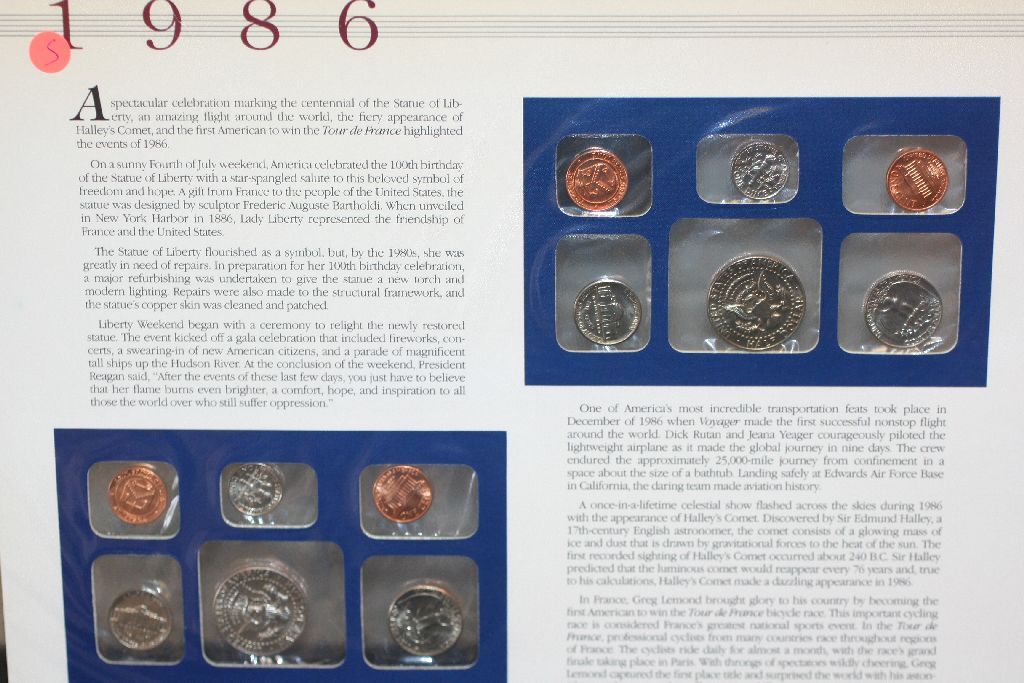 1986
S
A spectacular celebration marking the centennial of the Statue of Lib-
erty, an amazing flight around the world, the fiery appearance of
Halley's Comet, and the first American to win the Tour de France highlighted
the events of 1986.
On a sunny Fourth of July weekend, America celebrated the 100th birthday
of the Statue of Liberty with a star-spangled salute to this beloved symbol of
freedom and hope. A gift from France to the people of the United States, the
statue was designed by sculptor Frederic Auguste Bartholdi. When unveiled
in New York Harbor in 1886, Lady Liberty represented the friendship of
France and the United States.
The Statue of Liberty flourished as a symbol, but, by the 1980s, she was
greatly in need of repairs. In preparation for her 100th birthday celebration,
a major refurbishing was undertaken to give the statue a new torch and
modern lighting. Repairs were also made to the structural framework, and
the statue's copper skin was cleaned and patched.
Liberty Weekend began with a ceremony to relight the newly restored
statue. The event kicked off a gala celebration that included fireworks, con-
certs, a swearing-in of new American citizens, and a parade of magnificent
tall ships up the Hudson River. At the conclusion of the weekend, President
Reagan said, "After the events of these last few days, you just have to believe
that her flame burns even brighter, a comfort, hope, and inspiration to all
those the world over who still suffer oppression."
One of America's most incredible transportation feats took place in
December of 1986 when Voyager made the first successful nonstop flight
around the world. Dick Rutan and Jeana Yeager courageously piloted the
lightweight airplane as it made the global journey in nine days. The crew
endured the approximately 25,000-mile journey from confinement in a
space about the size of a bathtub. Landing safely at Edwards Air Force Base
in California, the daring team made aviation history.
A once-in-a-lifetime celestial show flashed across the skies during 1986
with the appearance of Halley's Comet. Discovered by Sir Edmund Halley, a
17th-century English astronomer, the comet consists of a glowing mass of
ice and dust that is drawn by gravitational forces to the heat of the sun. The
first recorded sighting of Halley's Comet occurred about 240 B.C. Sir Halley
predicted that the luminous comet would reappear every 76 years and, true
to his calculations, Halley's Comet made a dazzling appearance in 1986.
In France, Greg Lemond brought glory to his country by becoming the
first American to win the Tour de France bicycle race. This important cycling
race is considered France's greatest national sports event. In the Tour de
France, professional cyclists from many countries race throughout regions
of France. The cyclists ride daily for almost a month, with the race's grand
finale taking place in Paris. With throngs of spectators wildly cheering, Greg
Lemond captured the first place title and surprised the world with his aston-